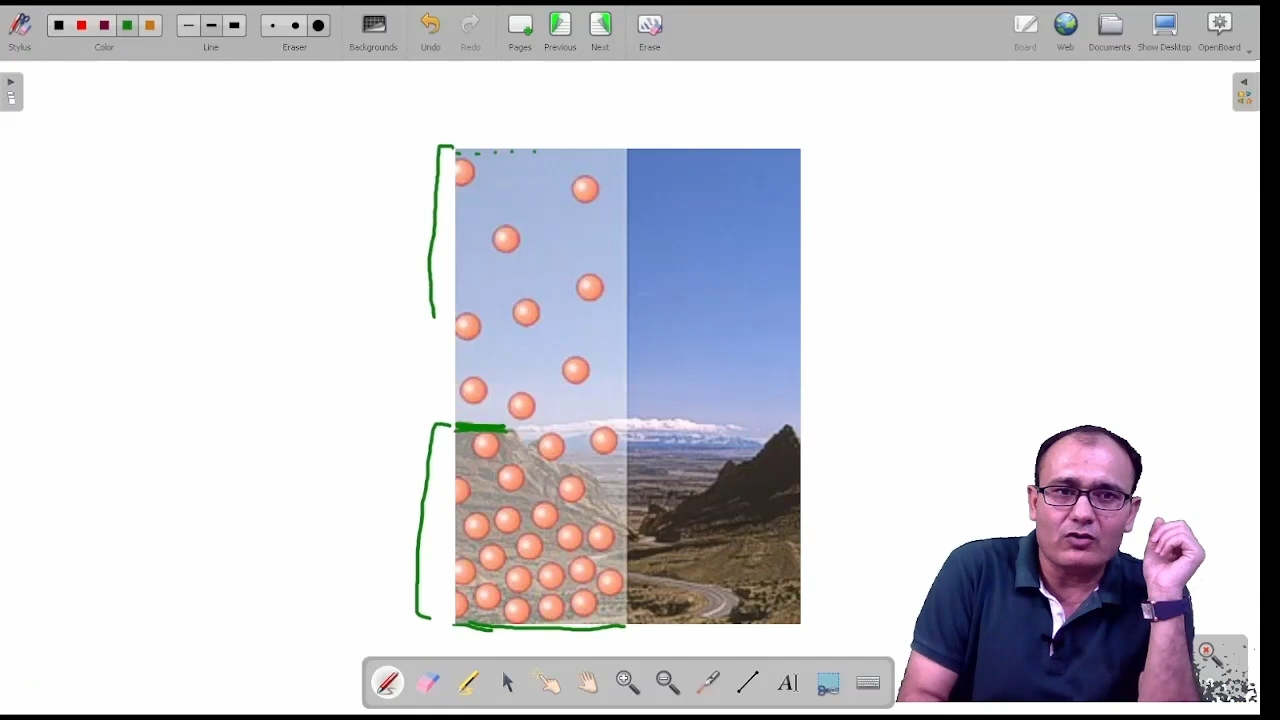 Stylus
Color
Line
Eraser
Backgrounds
Undo
Redo
Pages
Previous
Next
Erase
Board
Web
Documents
Show Desktop
OpenBoard
A